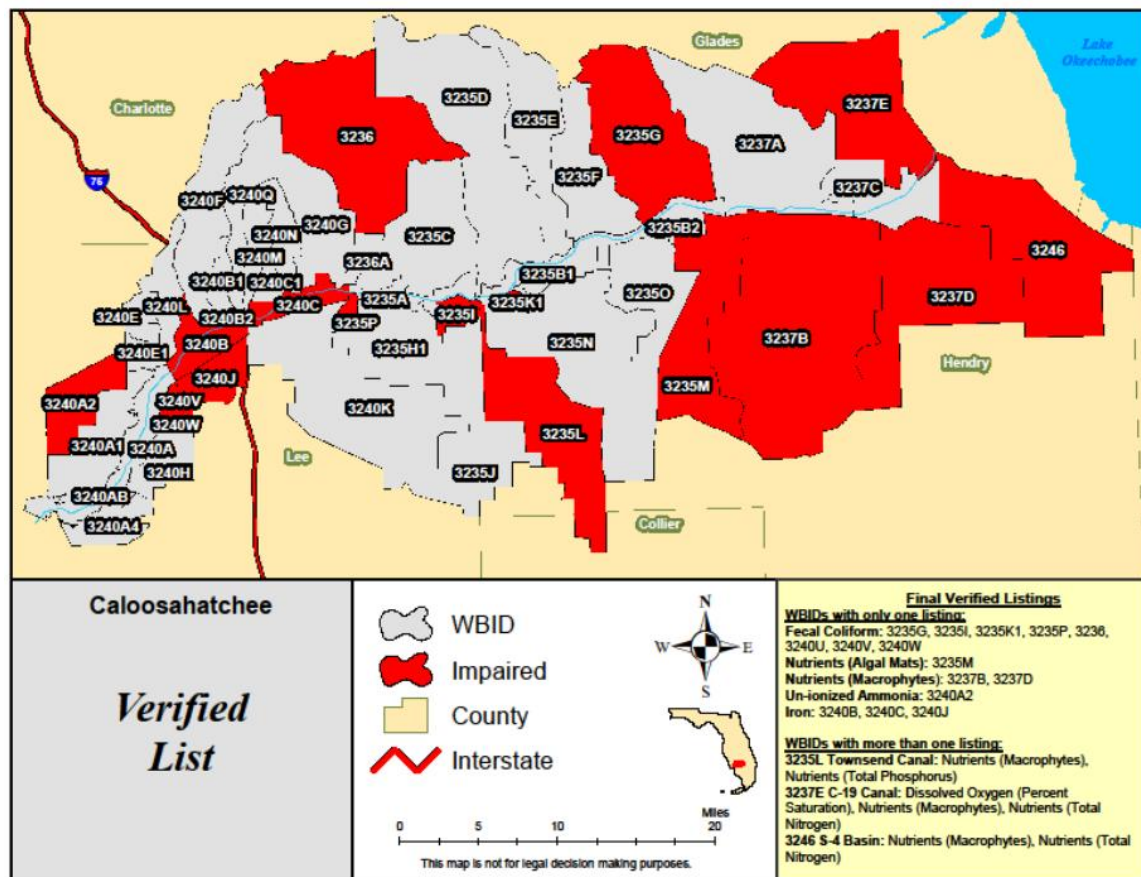 Glades
Lake
Okeechobee
Charlotte
3235D
3237E
3235E
3236
3235G
3237A
3235F
3237C
75
3240F
3240Q
3240G
3235B2
3240N
3235C
3246
3240M
3236A
3235B1
3240B1
3240C1
3235O
3237D
3240L
3240C
3235A
3235K1
3240E
3240B2
3235P
3235I
3237B
3240B
3235N
3240E1
3235H1
Hendry
3240J
3235M
3240A2
3240V
3240K
3240W
3235L
3240A1
3240A
Lee
3240H
3235J
3240AB
3240A4
Collier
Caloosahatchee
Verified
List
WBID
Impaired
County
Interstate
N
W
E
S
Miles
0
5
10
20
This map is not for legal decision making purposes.
Final Verified Listings
WBIDs with only one listing:
Fecal Coliform: 3235G, 3235I, 3235K1, 3235P, 3236,
3240U, 3240V, 3240W
Nutrients (Algal Mats): 3235M
Nutrients (Macrophytes): 3237B, 3237D
Un-ionized Ammonia: 3240A2
Iron: 3240B, 3240C, 3240J
WBIDs with more than one listing:
3235L Townsend Canal: Nutrients (Macrophytes),
Nutrients (Total Phosphorus)
3237E C-19 Canal: Dissolved Oxygen (Percent
Saturation), Nutrients (Macrophytes), Nutrients (Total
Nitrogen)
3246 S-4 Basin: Nutrients (Macrophytes), Nutrients (Total
Nitrogen)